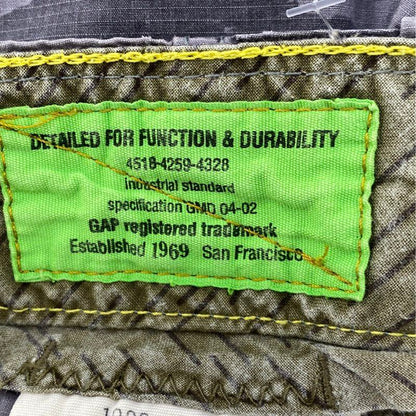 DETAILED FOR FUNCTION & DURABILITY
4518-4259-4328
industrial standard
specification GMD 04-02
GAP registered trademark
Established 1969 San Francisco